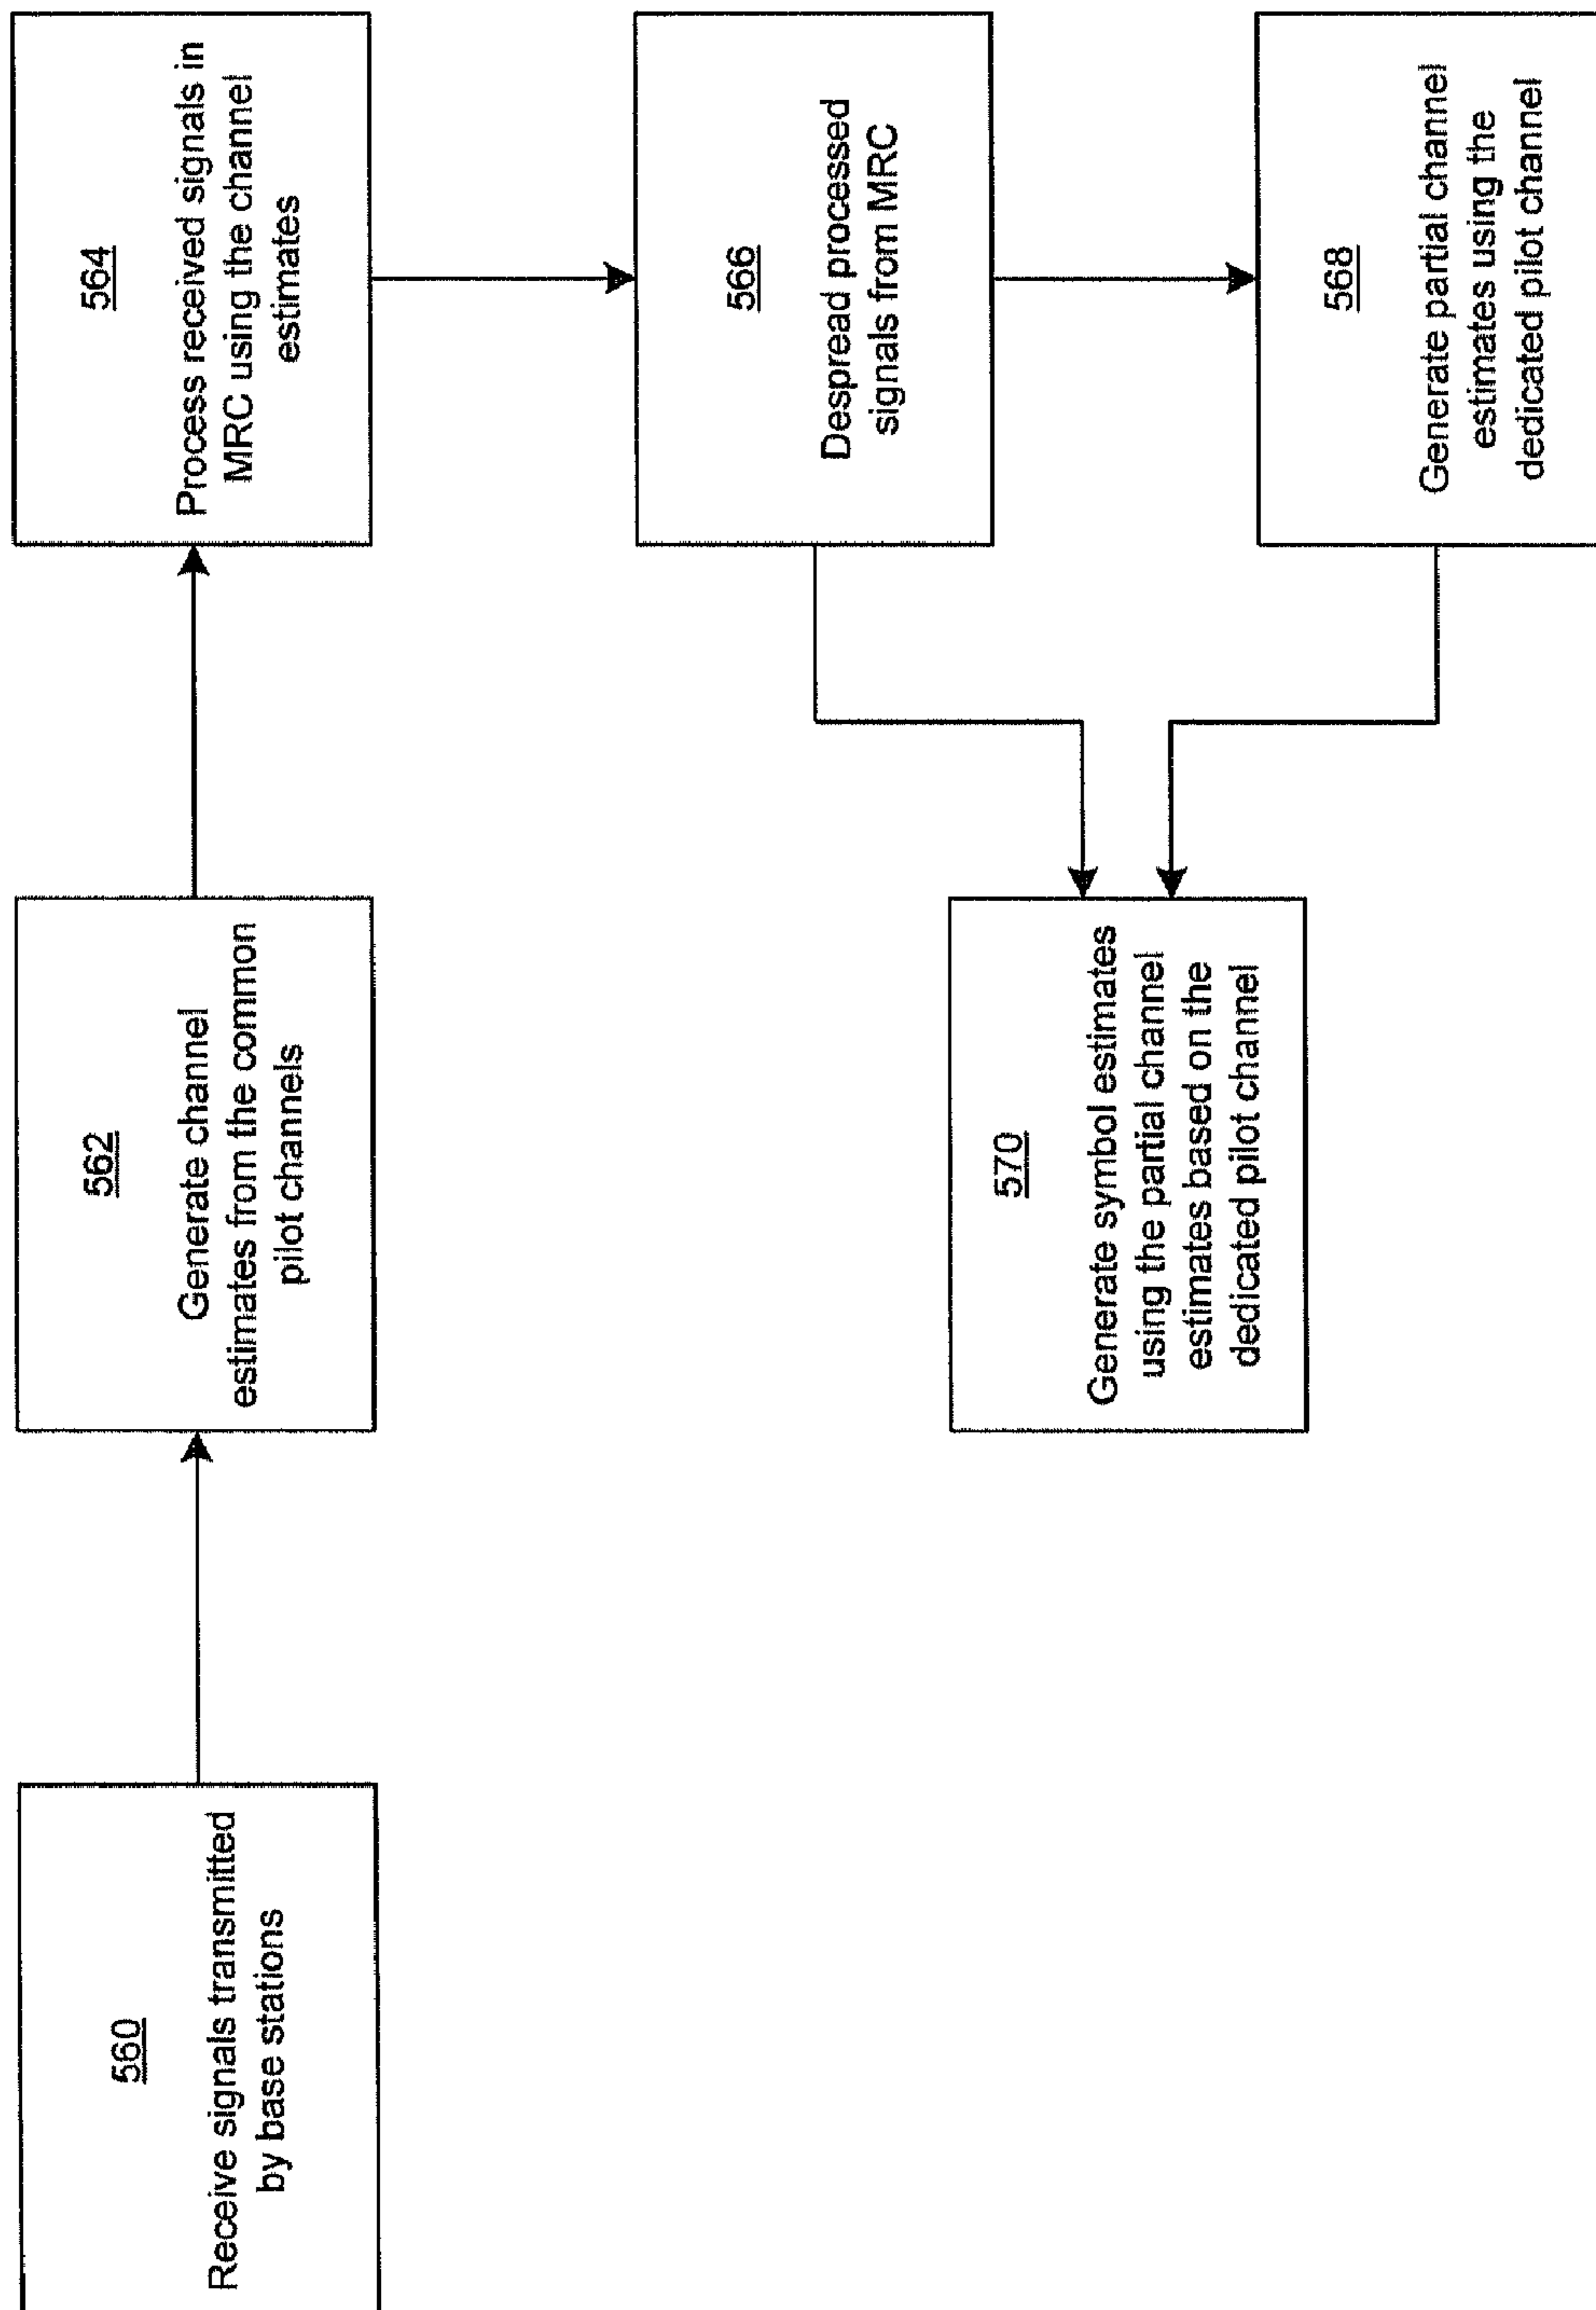 560
Receive signals transmitted
by base stations
562
Generate channel
estimates from the common
pilot channels
564
Process received signals in
MRC using the channel
estimates
566
Despread processed
signals from MRC
568
Generate partial channel
estimates using the
dedicated pilot channel
570
Generate symbol estimates
using the partial channel
estimates based on the
dedicated pilot channel